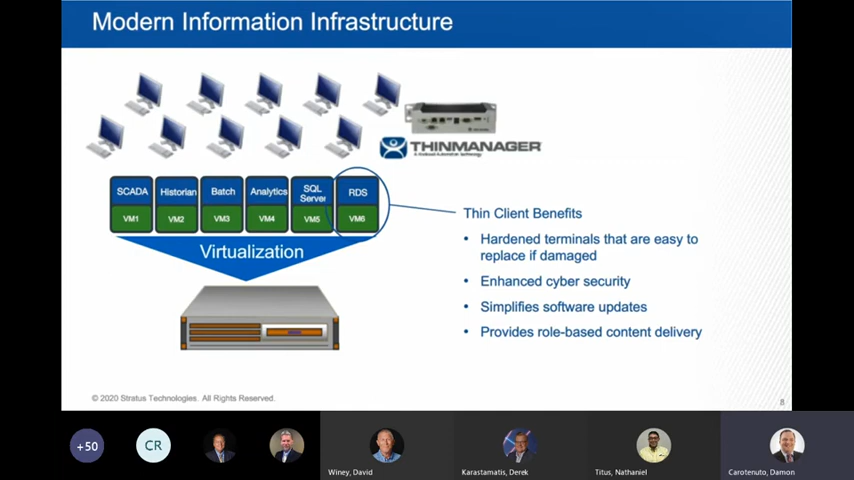 Modern Information Infrastructure
THINMANAGER
SCADA
Historian
Batch
Analytics
SQL
Server
RDS
VM1
VM2
VM3
VM4
VM5
VM6
Virtualization
Thin Client Benefits
• Hardened terminals that are easy to
replace if damaged
• Enhanced cyber security
• Simplifies software updates
• Provides role-based content delivery
© 2020 Stratus Technologies. All Rights Reserved.
8
+50
CR
Winey, David
Karastamatis, Derek
Titus, Nathaniel
Carotenuto, Damon